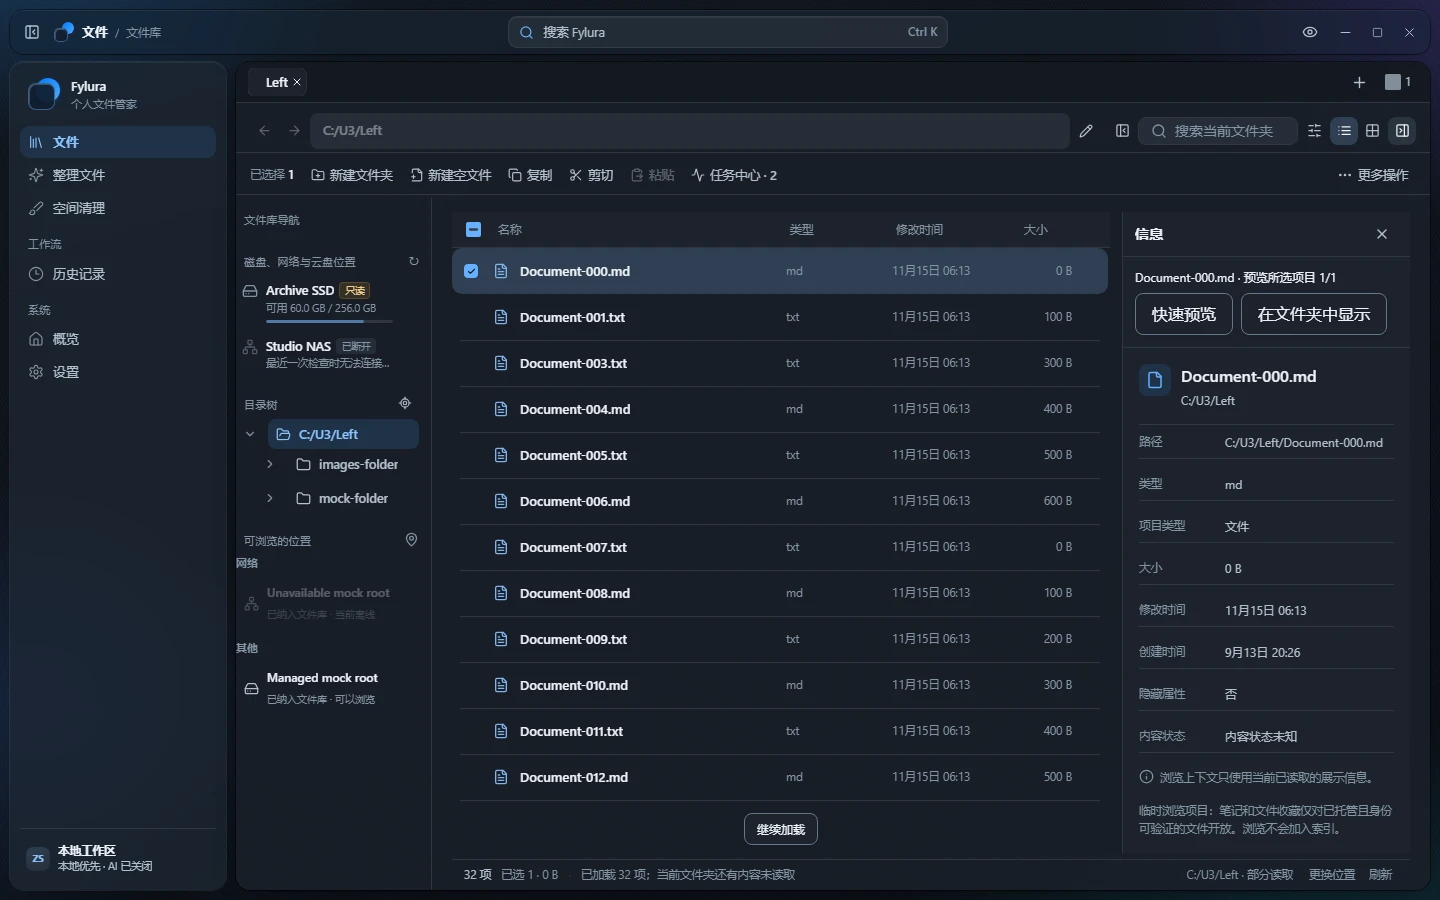 文件 / 文件库
搜索 Fylura
Ctrl K
Fylura
个人文件管家
文件
整理文件
空间清理
工作流
历史记录
系统
概览
设置
ZS
本地工作区
本地优先 · AI 已关闭
Left
1
C:/U3/Left
搜索当前文件夹
已选择 1
新建文件夹
新建空文件
复制
剪切
粘贴
任务中心 · 2
更多操作
文件库导航
磁盘、网络与云盘位置
Archive SSD 只读
可用 60.0 GB / 256.0 GB
Studio NAS 已断开
最近一次检查时无法连接...
目录树
C:/U3/Left
images-folder
mock-folder
可浏览的位置
网络
Unavailable mock root
已纳入文件库 · 当前离线
其他
Managed mock root
已纳入文件库 · 可以浏览
名称 类型 修改时间 大小
Document-000.md md 11月15日 06:13 0 B
Document-001.txt txt 11月15日 06:13 100 B
Document-003.txt txt 11月15日 06:13 300 B
Document-004.md md 11月15日 06:13 400 B
Document-005.txt txt 11月15日 06:13 500 B
Document-006.md md 11月15日 06:13 600 B
Document-007.txt txt 11月15日 06:13 0 B
Document-008.md md 11月15日 06:13 100 B
Document-009.txt txt 11月15日 06:13 200 B
Document-010.md md 11月15日 06:13 300 B
Document-011.txt txt 11月15日 06:13 400 B
Document-012.md md 11月15日 06:13 500 B
继续加载
32 项 已选 1 · 0 B · 已加载 32 项；当前文件夹还有内容未读取
C:/U3/Left · 部分读取 更换位置 刷新
信息
Document-000.md · 预览所选项目 1/1
快速预览
在文件夹中显示
Document-000.md
C:/U3/Left
路径 C:/U3/Left/Document-000.md
类型 md
项目类型 文件
大小 0 B
修改时间 11月15日 06:13
创建时间 9月13日 20:26
隐藏属性 否
内容状态 内容状态未知
浏览上下文只使用当前已读取的展示信息。
临时浏览项目：笔记和文件收藏仅对已托管且身份
可验证的文件开放。浏览不会加入索引。